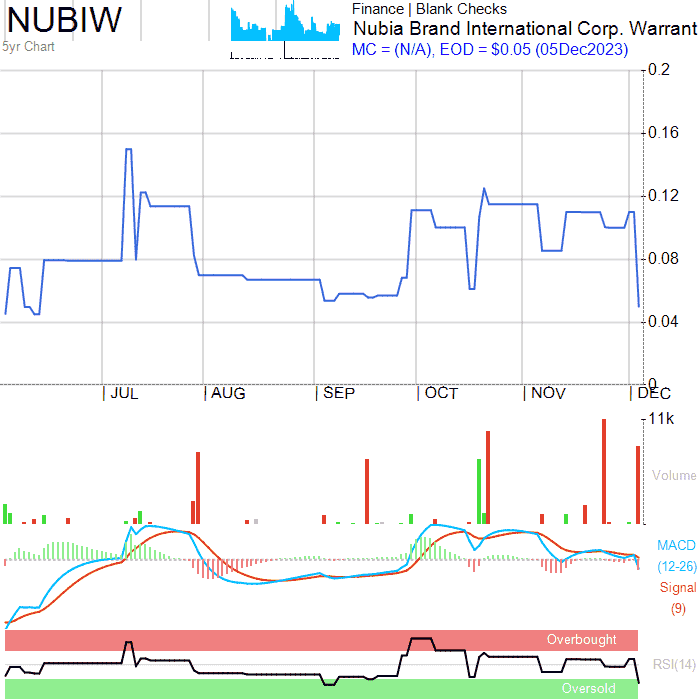 NUBIW
5yr Chart
Finance | Blank Checks
Nubia Brand International Corp. Warrant
MC = (N/A), EOD = $0.05 (05Dec2023)
0.2
0.16
0.12
0.08
0.04
0
| JUL
| AUG
| SEP
| OCT
| NOV
| DEC
11k
Volume
MACD
(12-26)
Signal
(9)
Overbought
RSI(14)
Oversold